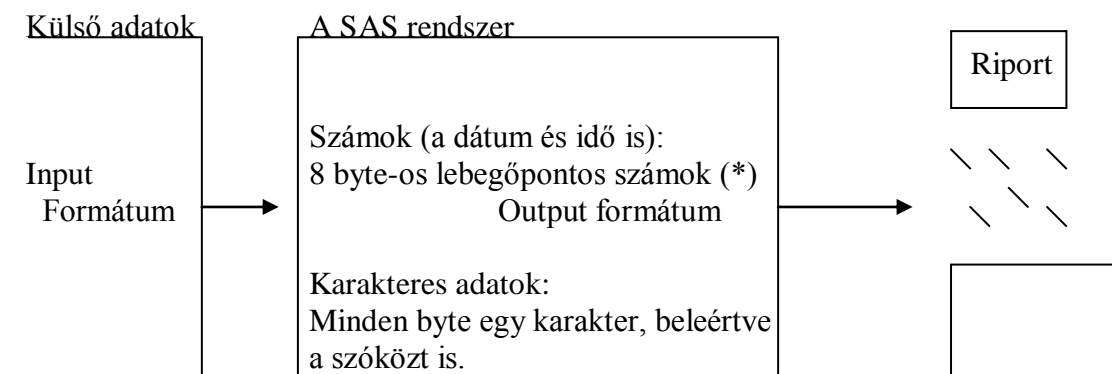 Külső adatok
A SAS rendszer
Riport
Számok (a dátum és idő is):
Input
8 byte-os lebegőpontos számok (*)
Formátum
Output formátum
Karakteres adatok:
Minden byte egy karakter, beleértve
a szóközt is.